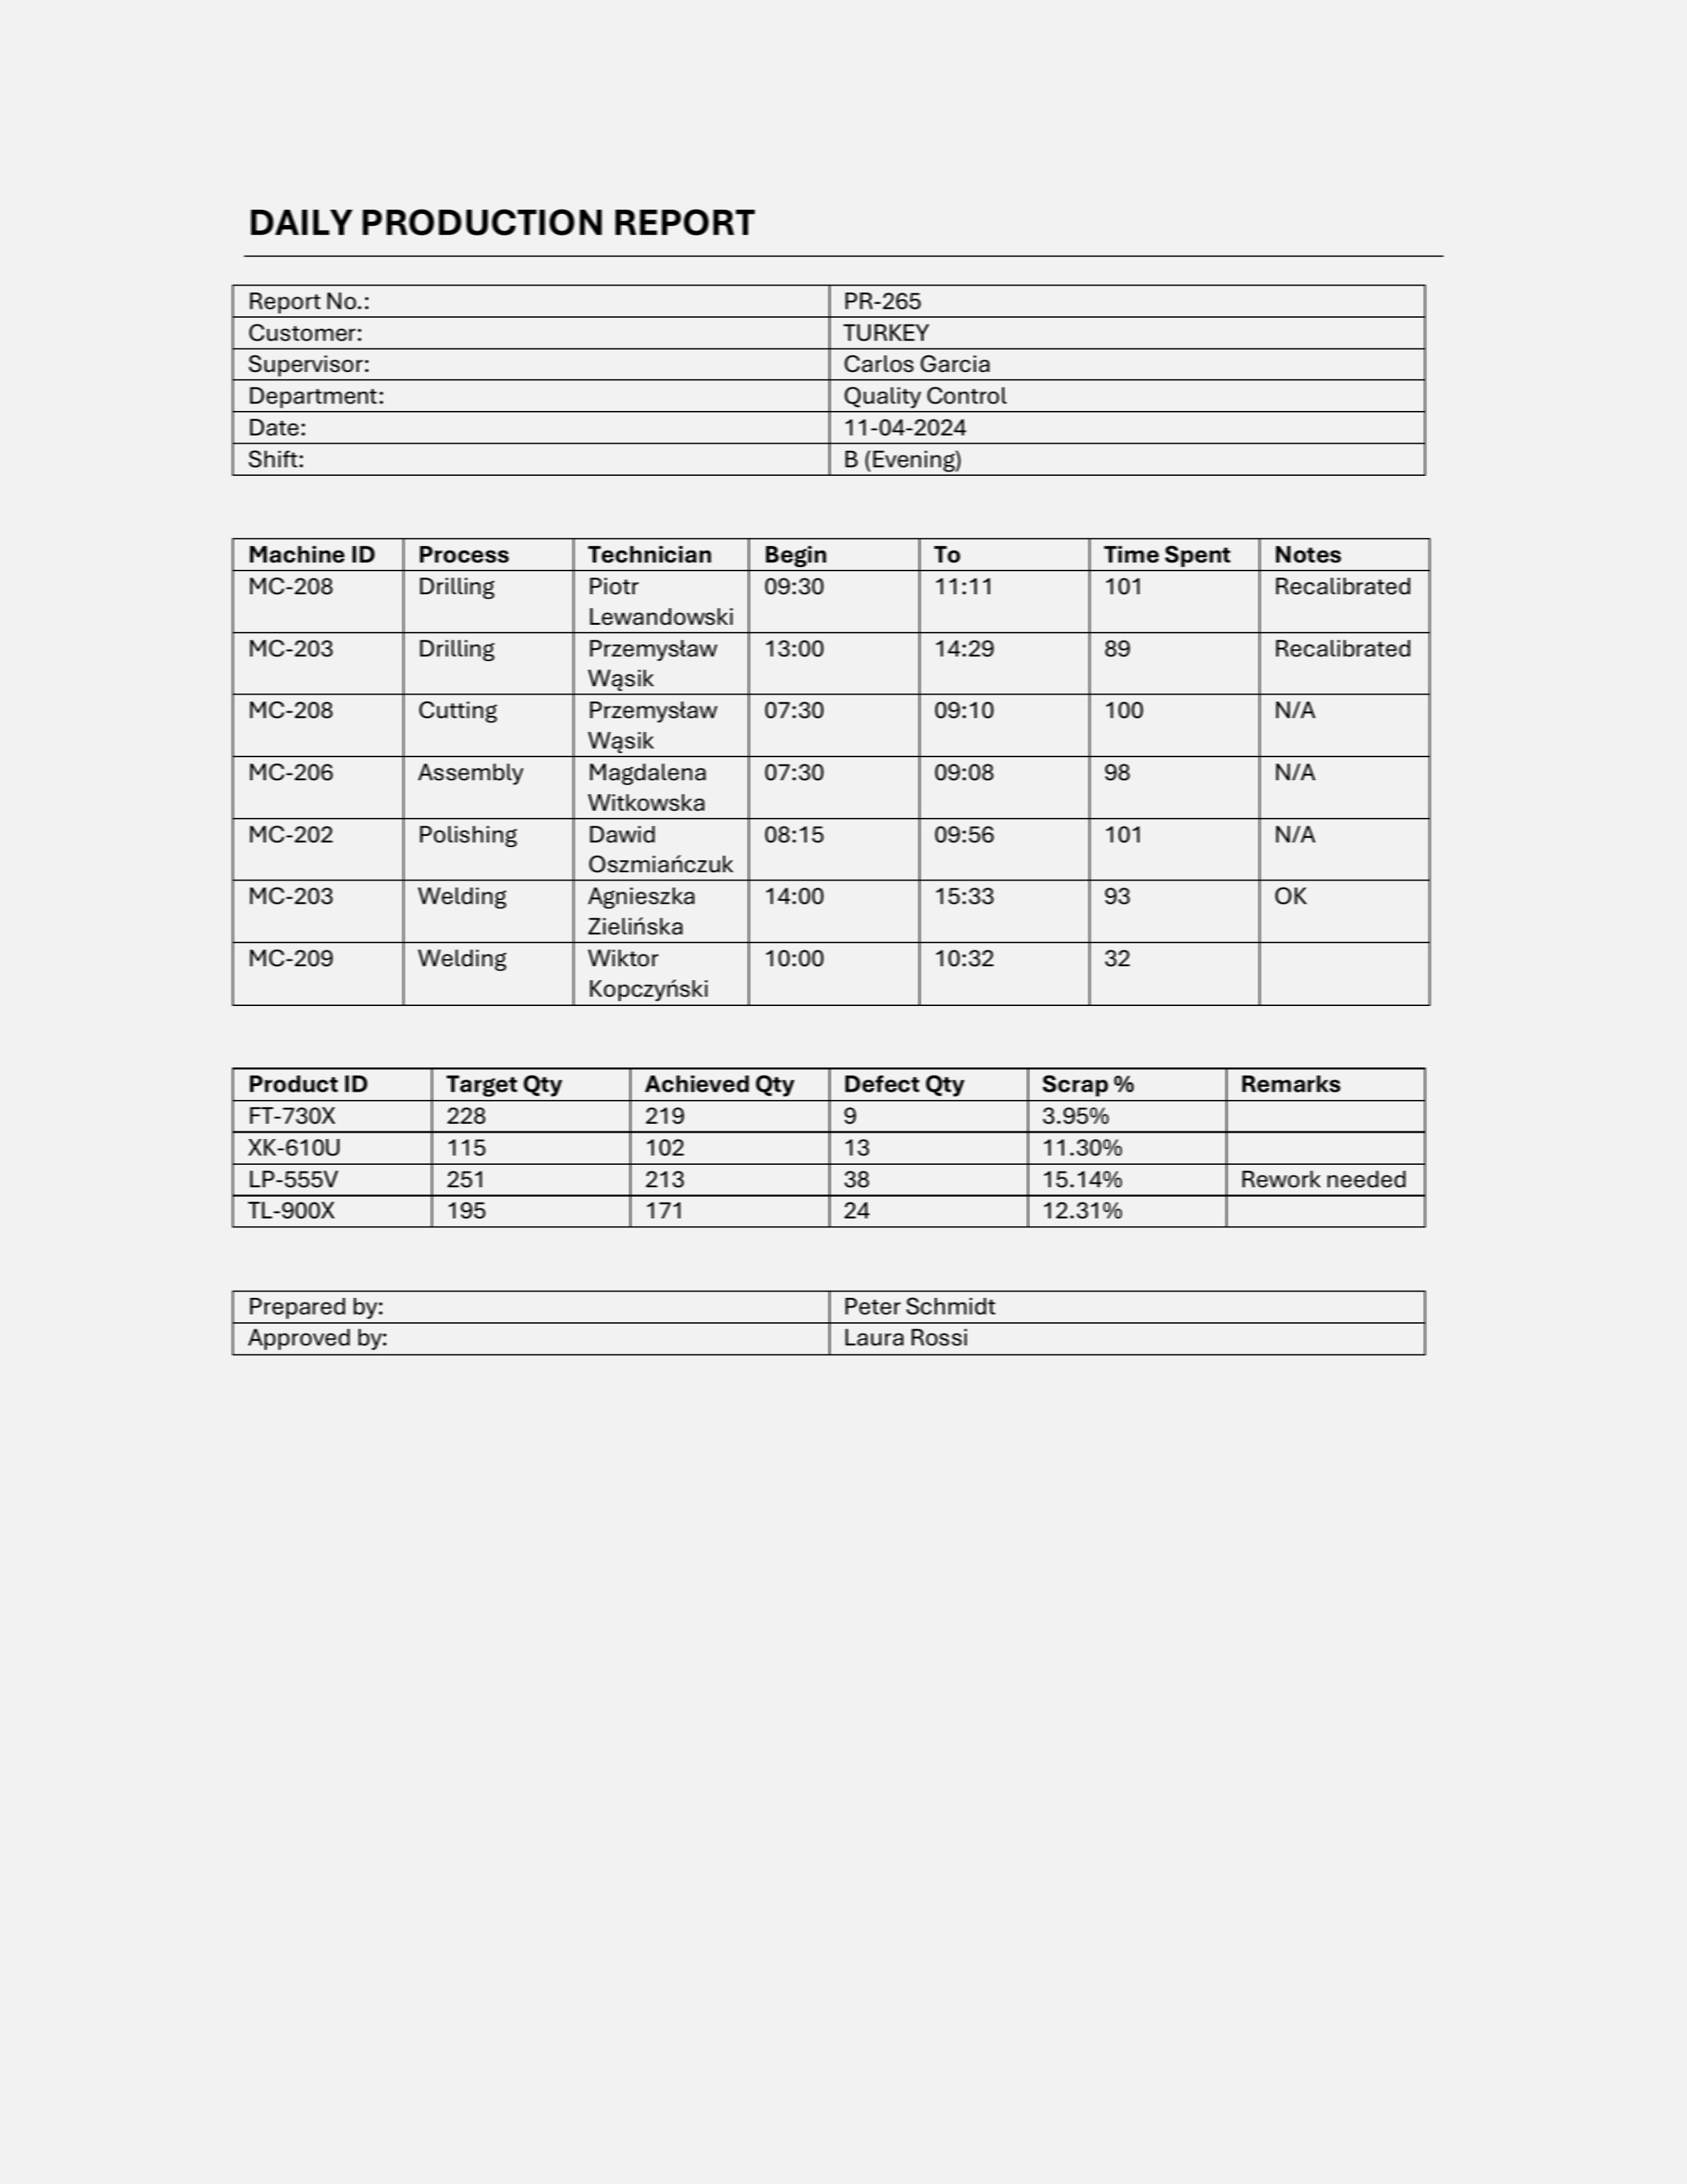 DAILY PRODUCTION REPORT
Report No.: PR-265
Customer: TURKEY
Supervisor: Carlos Garcia
Department: Quality Control
Date: 11-04-2024
Shift: B (Evening)
Machine ID Process Technician Begin To Time Spent Notes
MC-208 Drilling Piotr 09:30 11:11 101 Recalibrated
Lewandowski
MC-203 Drilling Przemysław 13:00 14:29 89 Recalibrated
Wąsik
MC-208 Cutting Przemysław 07:30 09:10 100 N/A
Wąsik
MC-206 Assembly Magdalena 07:30 09:08 98 N/A
Witkowska
MC-202 Polishing Dawid 08:15 09:56 101 N/A
Oszmiańczuk
MC-203 Welding Agnieszka 14:00 15:33 93 OK
Zielińska
MC-209 Welding Wiktor 10:00 10:32 32
Kopczyński
Product ID Target Qty Achieved Qty Defect Qty Scrap % Remarks
FT-730X 228 219 9 3.95%
XK-610U 115 102 13 11.30%
LP-555V 251 213 38 15.14% Rework needed
TL-900X 195 171 24 12.31%
Prepared by: Peter Schmidt
Approved by: Laura Rossi